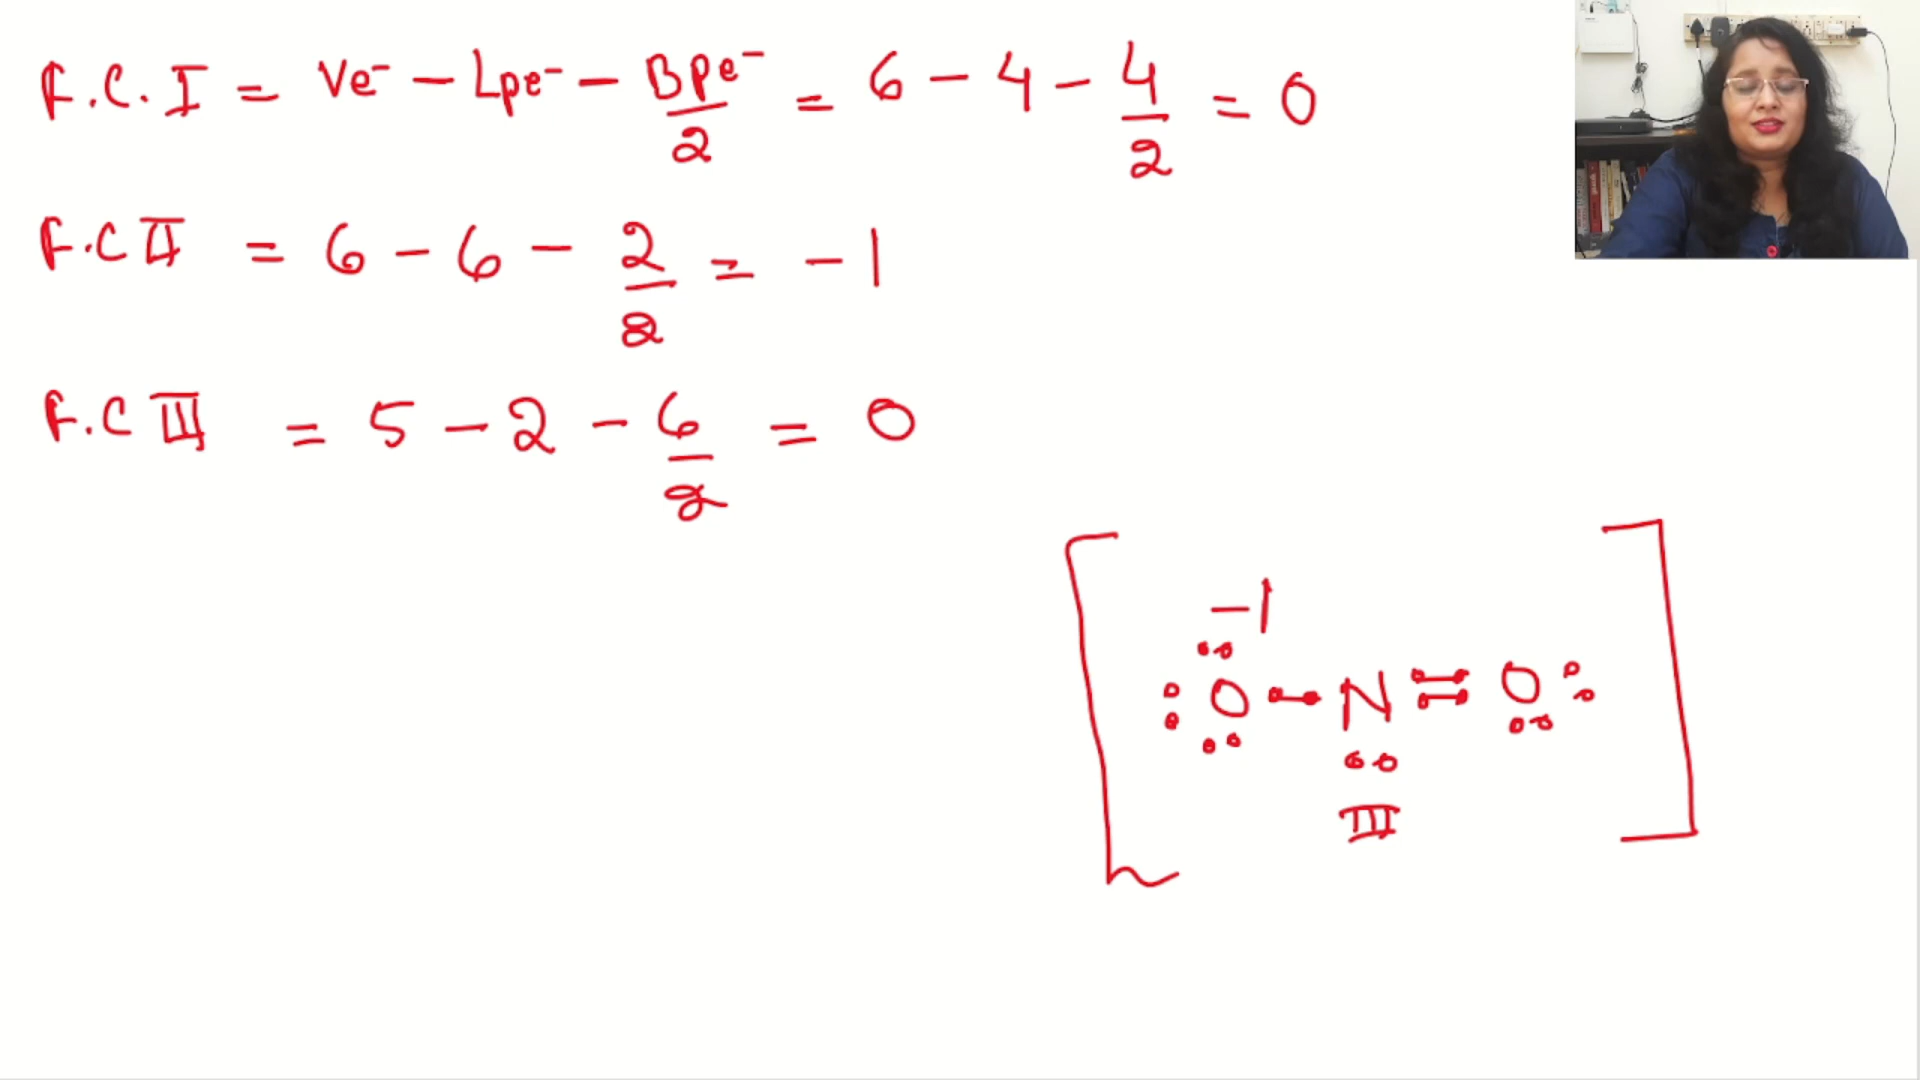 F.C. I = Ve⁻ – Lpe⁻ – Bpe⁻/2 = 6 – 4 – 4/2 = 0
F.C II = 6 – 6 – 2/2 = – 1
F.C III = 5 – 2 – 6/2 = 0
–1
O N O
III